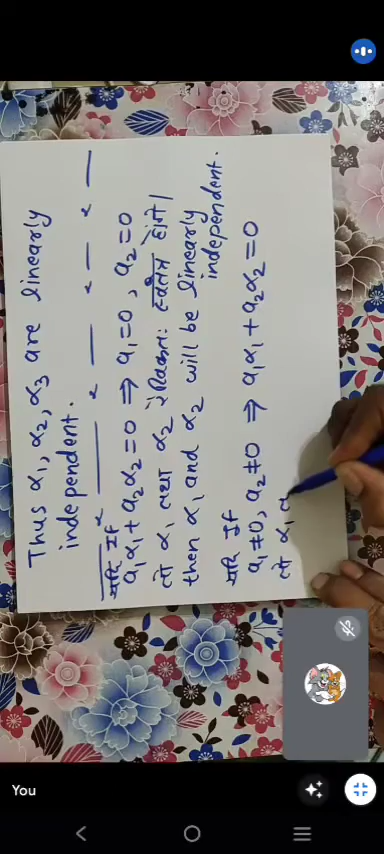 Thus α₁, α₂, α₃ are linearly
independent.
यदि If
a₁α₁ + a₂α₂ = 0 ⇒ a₁ = 0, a₂ = 0
तो α₁ तथा α₂ रैखिकतः स्वतंत्र होंगे।
then α₁ and α₂ will be linearly
independent.
यदि If
a₁ ≠ 0, a₂ ≠ 0 ⇒ a₁α₁ + a₂α₂ = 0
तो α₁
You